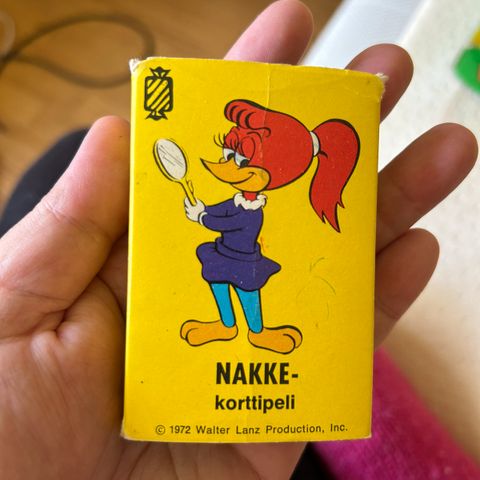 NAKKE-
korttipeli
© 1972 Walter Lanz Production, Inc.